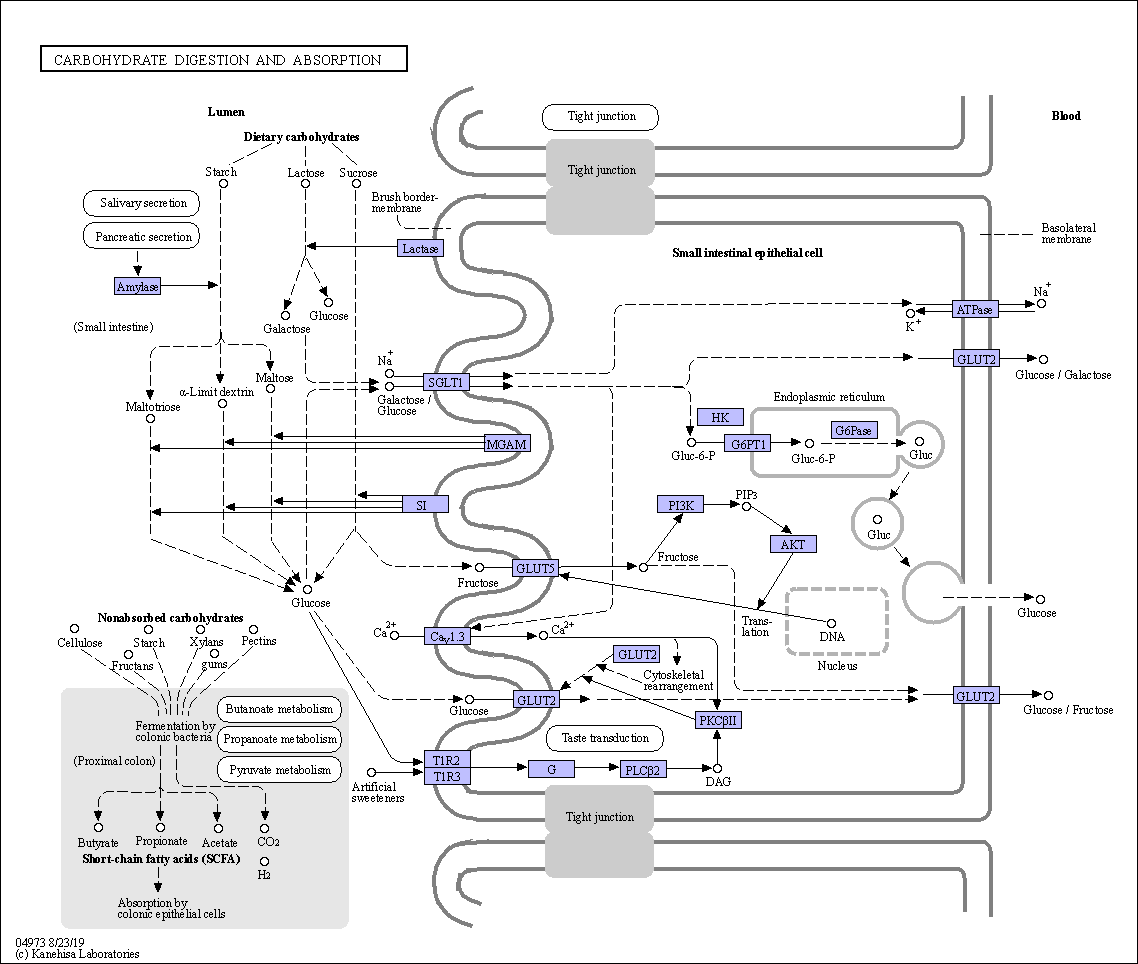 CARBOHYDRATE DIGESTION AND ABSORPTION
Lumen
Blood
Tight junction
Dietary carbohydrates
Starch
Lactose
Sucrose
Tight junction
Salivary secretion
Pancreatic secretion
Brush border-
membrane
Basolateral
membrane
Lactase
Small intestinal epithelial cell
Amylase
(Small intestine)
Galactose
Glucose
Na+
K+
ATPase
Na+
GLUT2
Glucose / Galactose
Maltotriose
α-Limit dextrin
Maltose
Na+
SGLT1
Galactose /
Glucose
Endoplasmic reticulum
HK
G6Pase
MGAM
Gluc-6-P
G6PT1
Gluc-6-P
Gluc
SI
PI3K
PIP3
AKT
Gluc
Fructose
GLUT5
Fructose
Glucose
Glucose
Trans-
lation
DNA
Nucleus
Nonabsorbed carbohydrates
Cellulose
Starch
Xylans
Pectins
Fructans
gums
Ca2+
Cav1.3
Ca2+
GLUT2
Cytoskeletal
rearrangement
Glucose
GLUT2
GLUT2
Glucose / Fructose
PKCβII
Fermentation by
colonic bacteria
(Proximal colon)
Butanoate metabolism
Propanoate metabolism
Pyruvate metabolism
Taste transduction
T1R2
T1R3
G
PLCβ2
DAG
Artificial
sweeteners
Tight junction
Butyrate
Propionate
Acetate
CO2
Short-chain fatty acids (SCFA)
H2
Absorption by
colonic epithelial cells
04973 8/23/19
(c) Kanehisa Laboratories